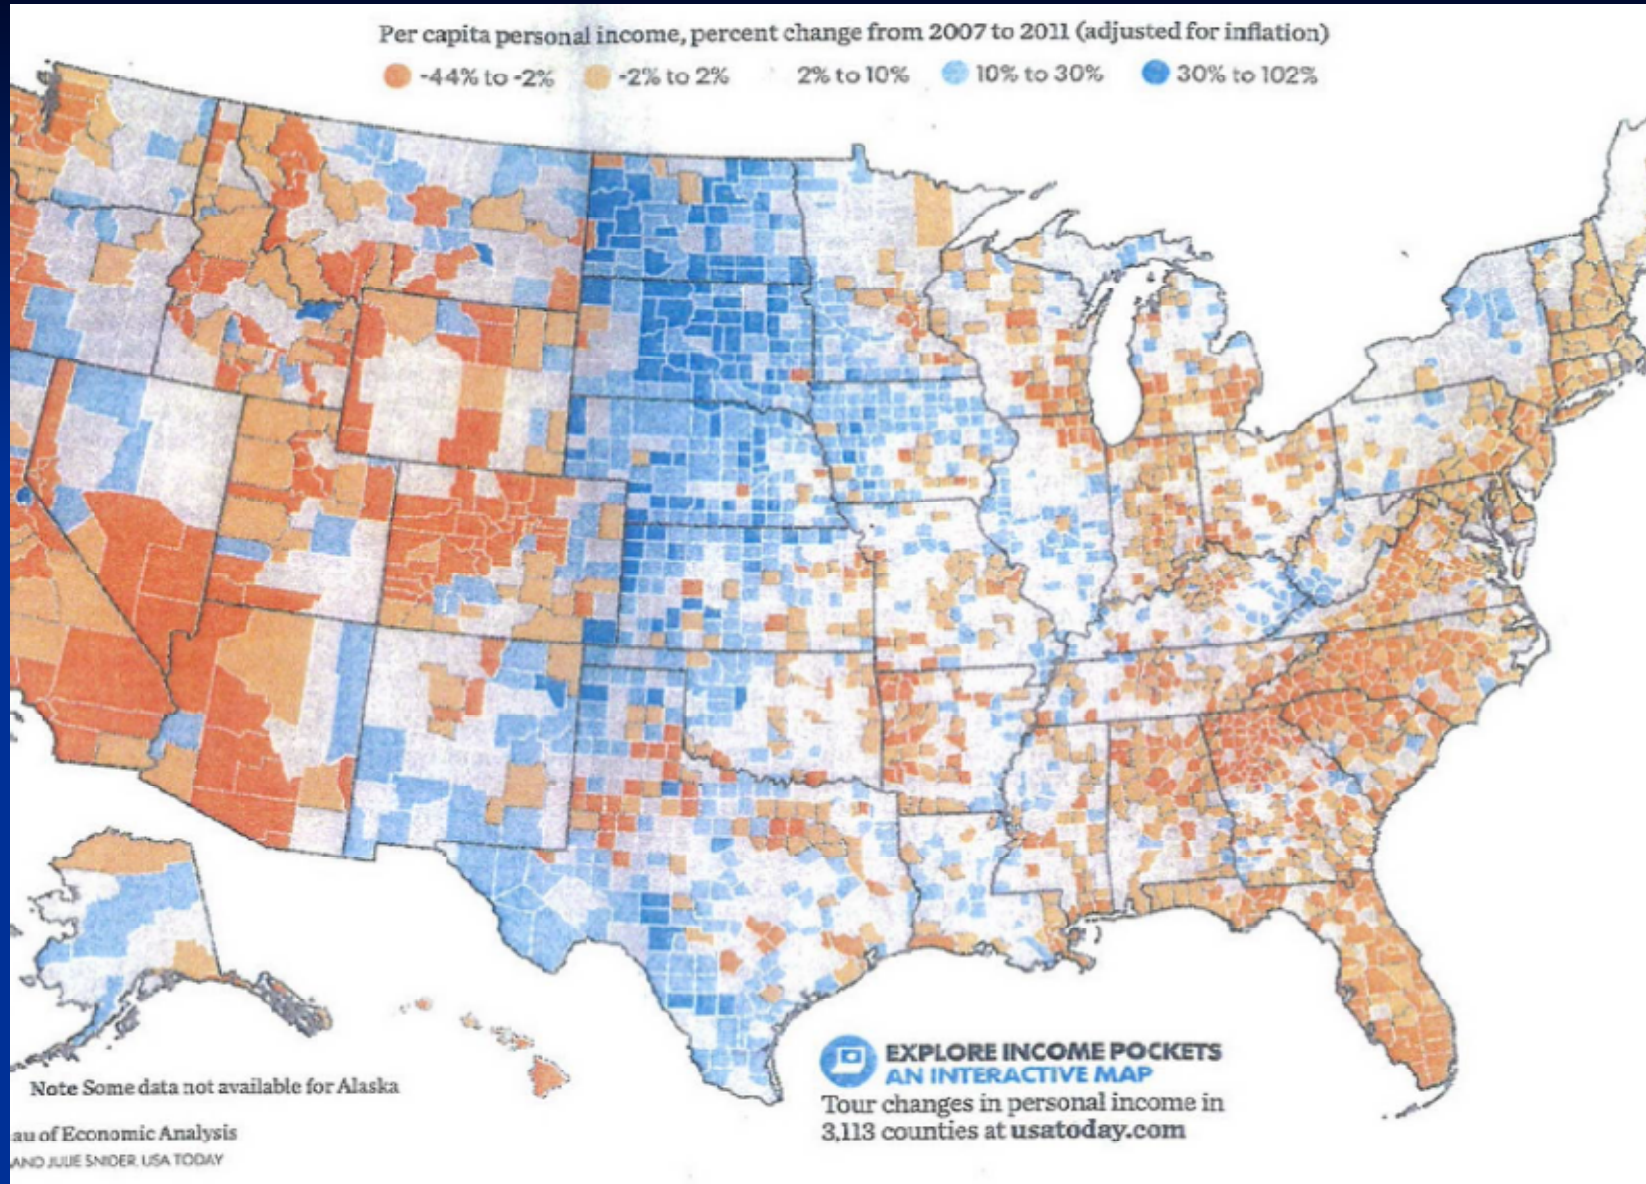 Per capita personal income, percent change from 2007 to 2011 (adjusted for inflation)
-44% to -2% -2% to 2% 2% to 10% 10% to 30% 30% to 102%
EXPLORE INCOME POCKETS
AN INTERACTIVE MAP
Tour changes in personal income in
3,113 counties at usatoday.com
Note Some data not available for Alaska
au of Economic Analysis
AND JULIE SNIDER, USA TODAY